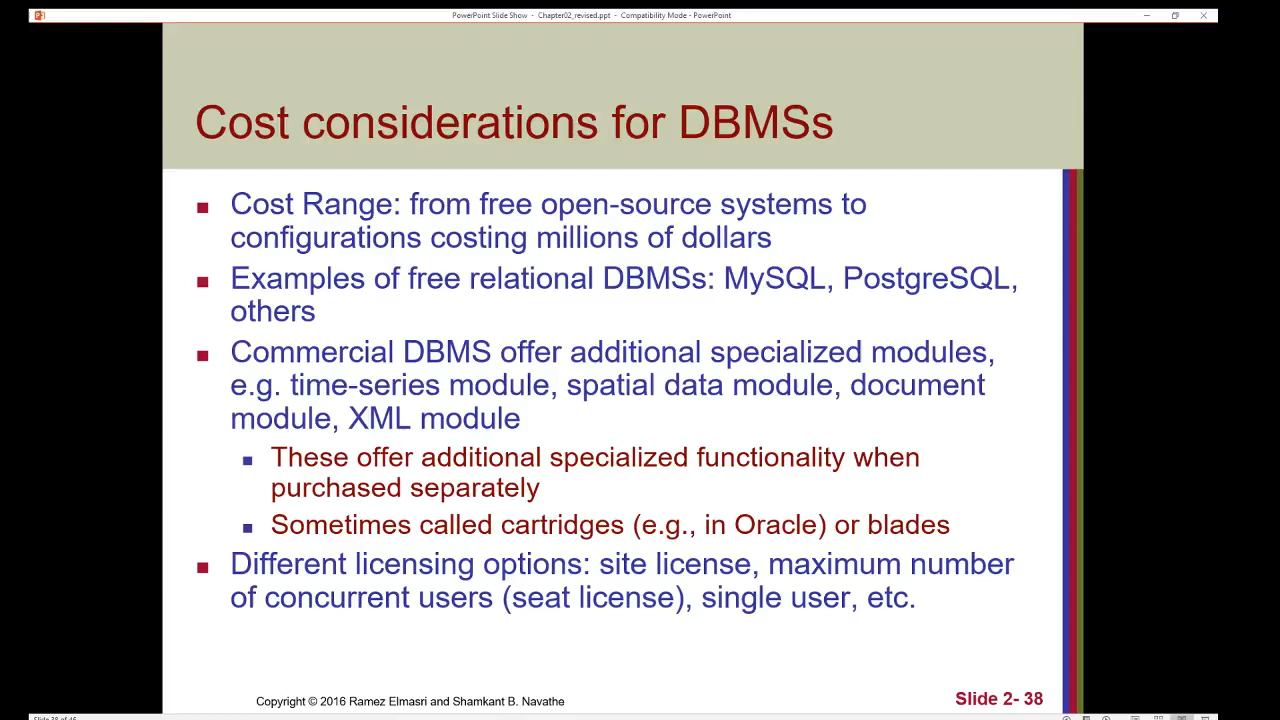 PowerPoint Slide Show - Chapter02_revised.ppt - Compatibility Mode - PowerPoint
Cost considerations for DBMSs
Cost Range: from free open-source systems to
configurations costing millions of dollars
Examples of free relational DBMSs: MySQL, PostgreSQL,
others
Commercial DBMS offer additional specialized modules,
e.g. time-series module, spatial data module, document
module, XML module
These offer additional specialized functionality when
purchased separately
Sometimes called cartridges (e.g., in Oracle) or blades
Different licensing options: site license, maximum number
of concurrent users (seat license), single user, etc.
Copyright © 2016 Ramez Elmasri and Shamkant B. Navathe
Slide 2- 38
Slide 38 of 46